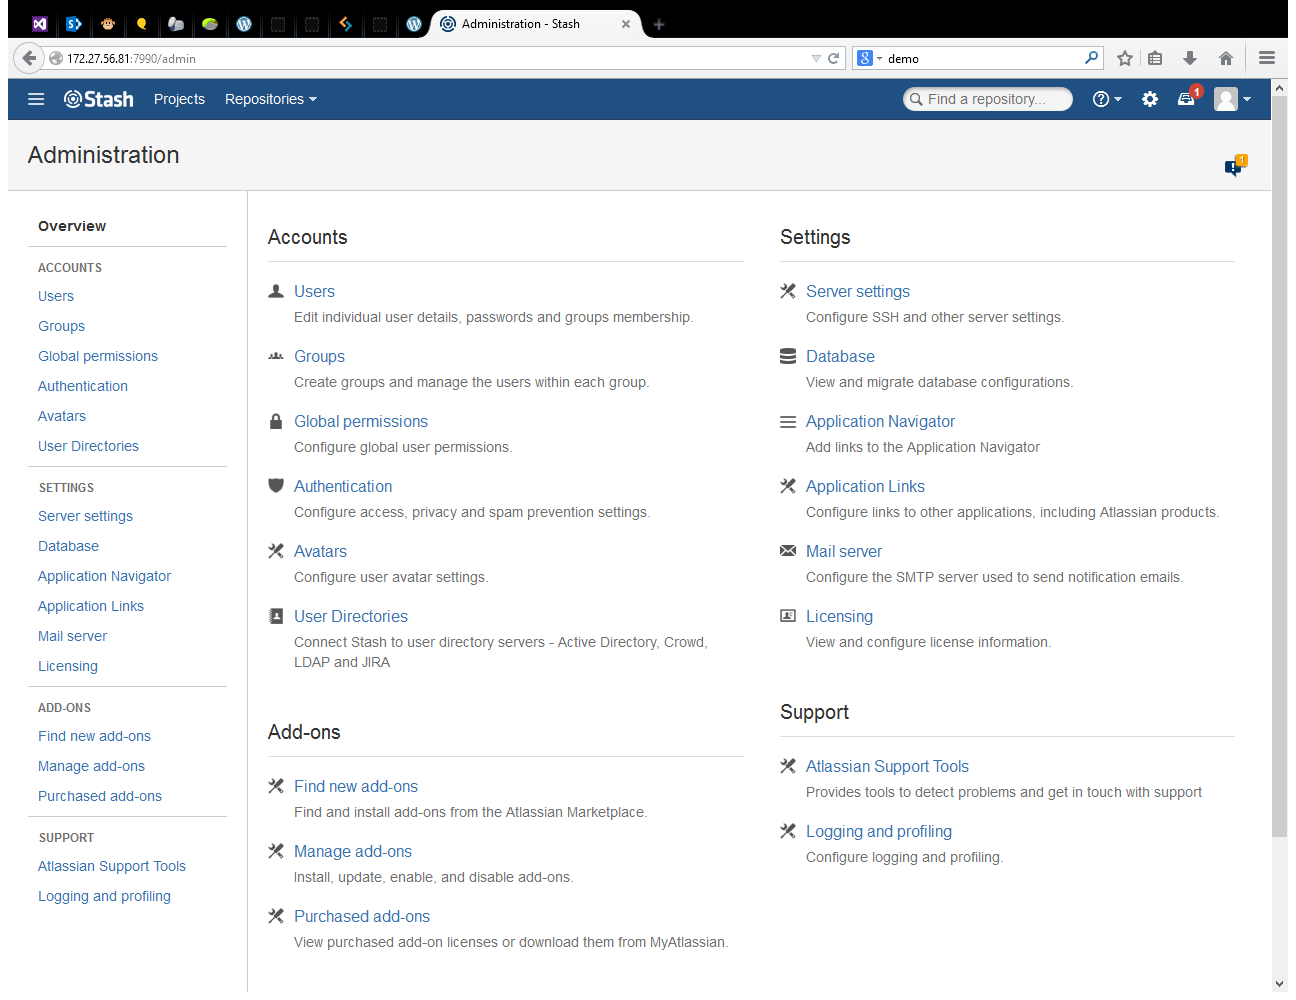 Administration - Stash
172.27.56.81:7990/admin
demo
Stash
Projects
Repositories
Find a repository...
1
Administration
1
Overview
ACCOUNTS
Users
Groups
Global permissions
Authentication
Avatars
User Directories
SETTINGS
Server settings
Database
Application Navigator
Application Links
Mail server
Licensing
ADD-ONS
Find new add-ons
Manage add-ons
Purchased add-ons
SUPPORT
Atlassian Support Tools
Logging and profiling
Accounts
Users
Edit individual user details, passwords and groups membership.
Groups
Create groups and manage the users within each group.
Global permissions
Configure global user permissions.
Authentication
Configure access, privacy and spam prevention settings.
Avatars
Configure user avatar settings.
User Directories
Connect Stash to user directory servers - Active Directory, Crowd,
LDAP and JIRA
Add-ons
Find new add-ons
Find and install add-ons from the Atlassian Marketplace.
Manage add-ons
Install, update, enable, and disable add-ons.
Purchased add-ons
View purchased add-on licenses or download them from MyAtlassian.
Settings
Server settings
Configure SSH and other server settings.
Database
View and migrate database configurations.
Application Navigator
Add links to the Application Navigator
Application Links
Configure links to other applications, including Atlassian products.
Mail server
Configure the SMTP server used to send notification emails.
Licensing
View and configure license information.
Support
Atlassian Support Tools
Provides tools to detect problems and get in touch with support
Logging and profiling
Configure logging and profiling.